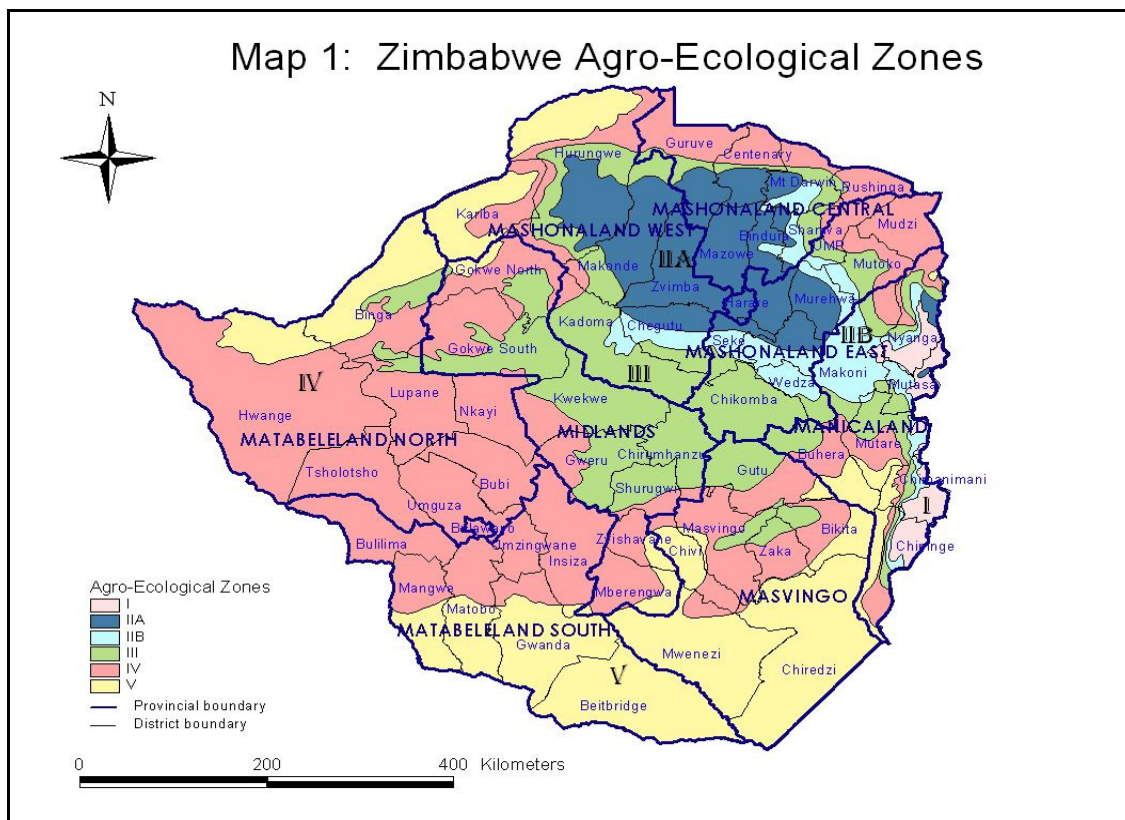 Map 1: Zimbabwe Agro-Ecological Zones
N
Hurungwe
Guruve
Centenary
Mt Darwin
Rushinga
Kariba
MASHONALAND CENTRAL
MASHONALAND WEST
Shamva
Mudzi
Bindura
UMP
Mazowe
Mutoko
IIA
Makonde
Gokwe North
Zvimba
Harare
Murehwa
Binga
Kadoma
Chegutu
Seke
IIB
Nyanga
Gokwe South
MASHONALAND EAST
III
Makoni
Wedza
Mutasa
IV
Lupane
Kwekwe
Chikomba
Hwange
Nkayi
MATABELELAND NORTH
MIDLANDS
MANICALAND
Mutare
Chirumhanzu
Buhera
Gweru
Gutu
Tsholotsho
Bubi
Shurugwi
Chimanimani
Umguza
I
Bulawayo
Masvingo
Bikita
Bulilima
Umzingwane
Zvishavane
Chivi
Zaka
Chipinge
Insiza
Mangwe
Mberengwa
MASVINGO
Matobo
MATABELELAND SOUTH
Gwanda
Mwenezi
Chiredzi
V
Beitbridge
Agro-Ecological Zones
I
IIA
IIB
III
IV
V
Provincial boundary
District boundary
0 200 400 Kilometers